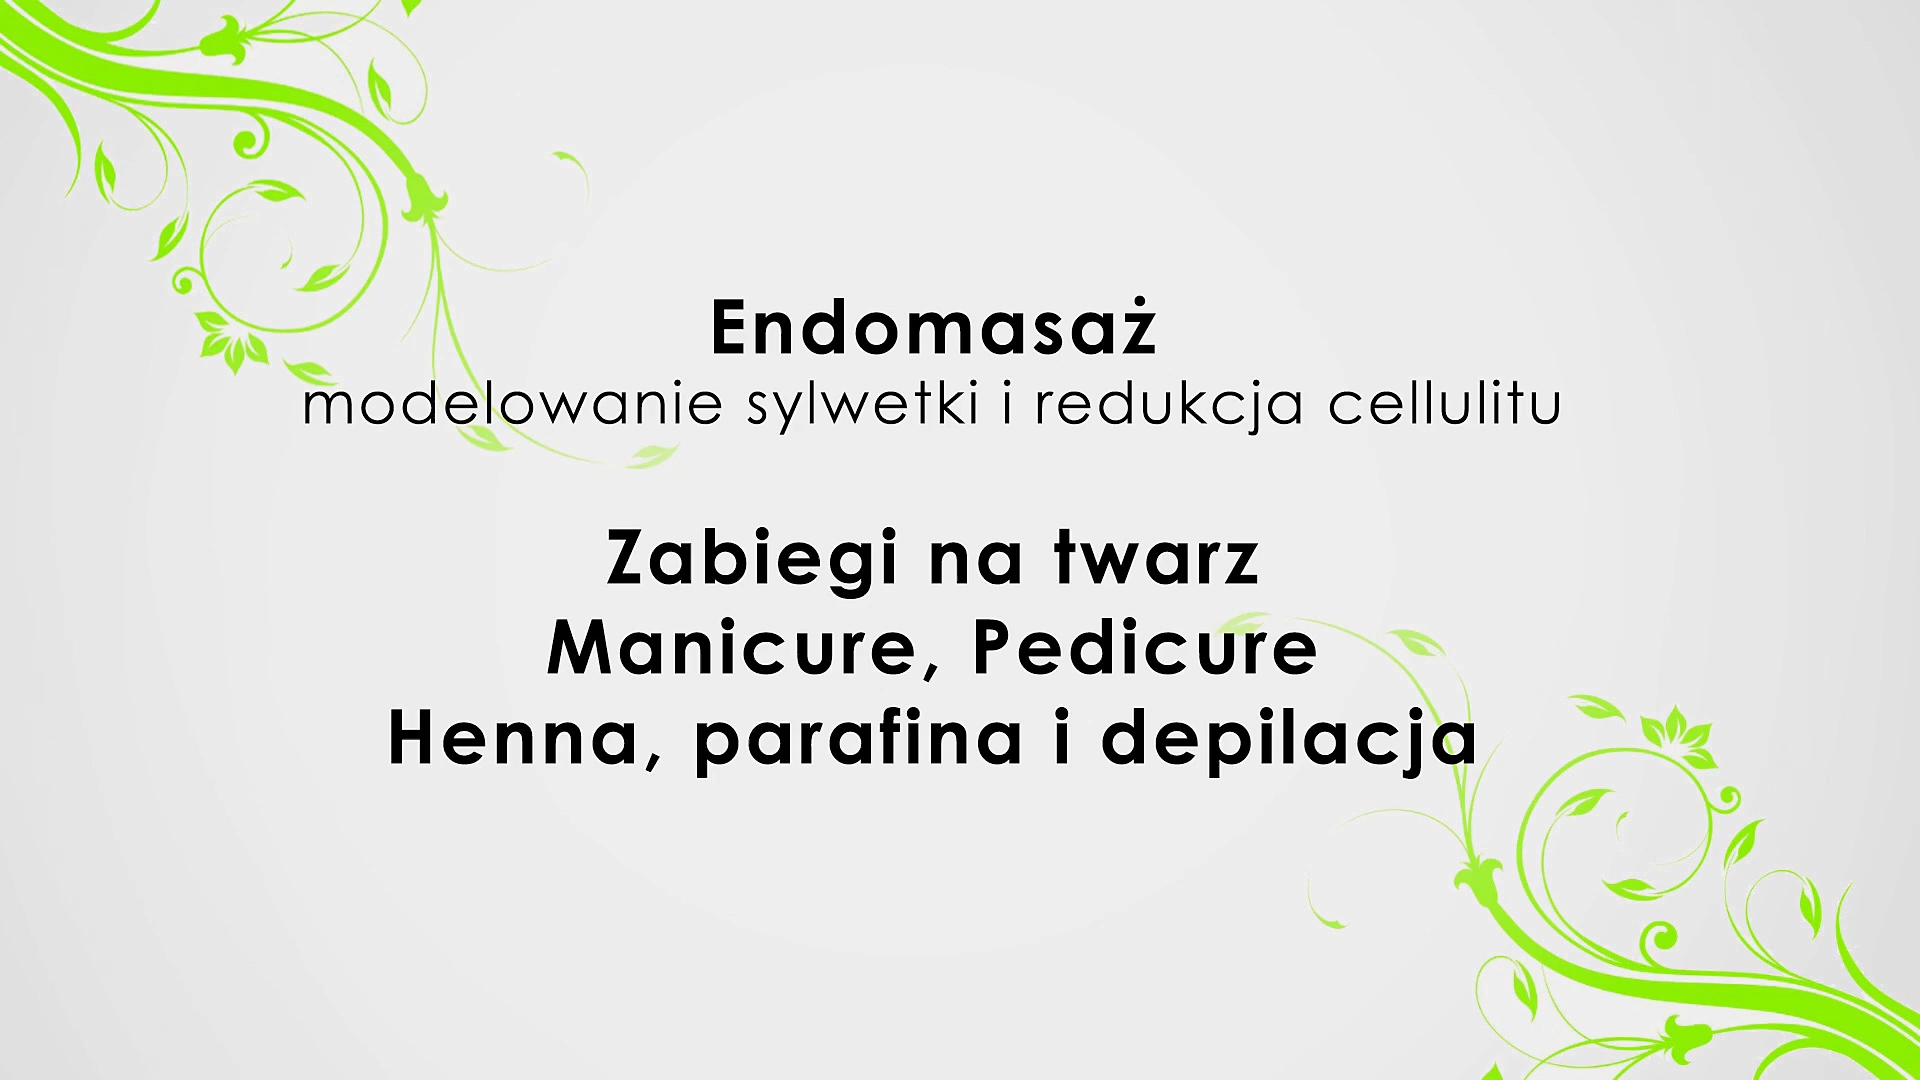 Endomasaż
modelowanie sylwetki i redukcja cellulitu
Zabiegi na twarz
Manicure, Pedicure
Henna, parafina i depilacja